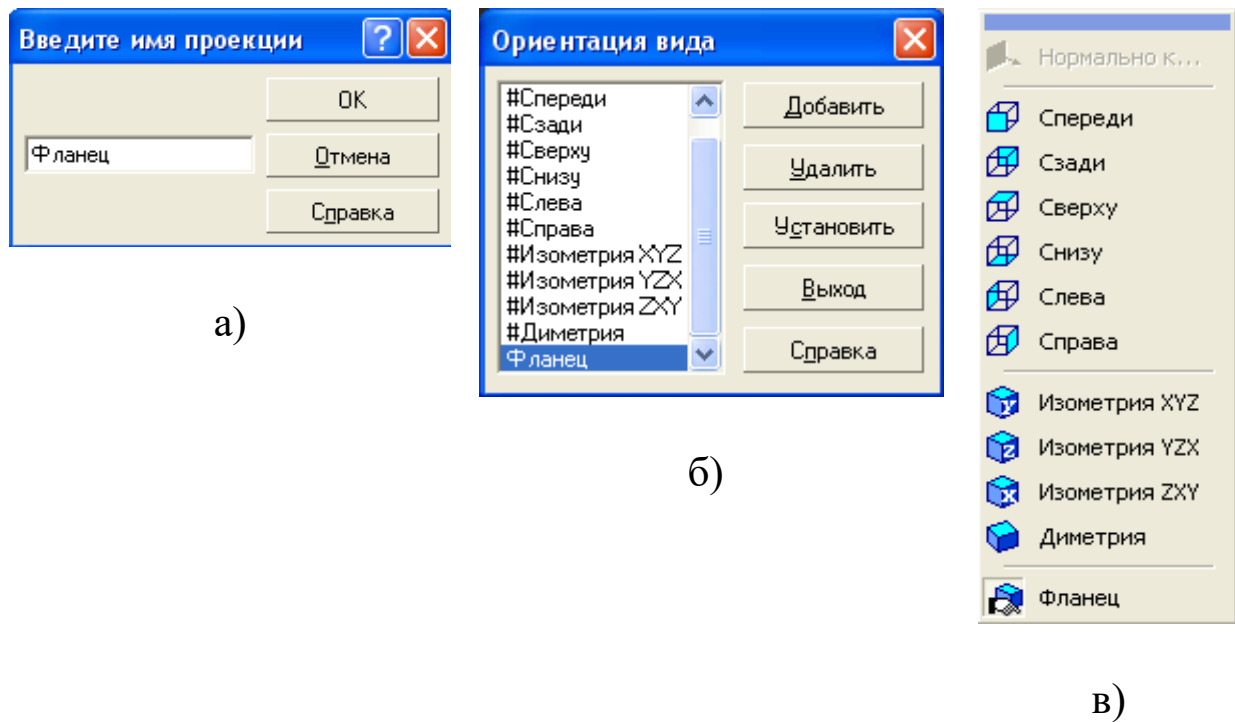 Введите имя проекции
OK
Фланец
Отмена
Справка
а)
Ориентация вида
#Спереди
#Сзади
#Сверху
#Снизу
#Слева
#Справа
#Изометрия XYZ
#Изометрия YZX
#Изометрия ZXY
#Диметрия
Фланец
Добавить
Удалить
Установить
Выход
Справка
б)
Нормально к...
Спереди
Сзади
Сверху
Снизу
Слева
Справа
Изометрия XYZ
Изометрия YZX
Изометрия ZXY
Диметрия
Фланец
в)